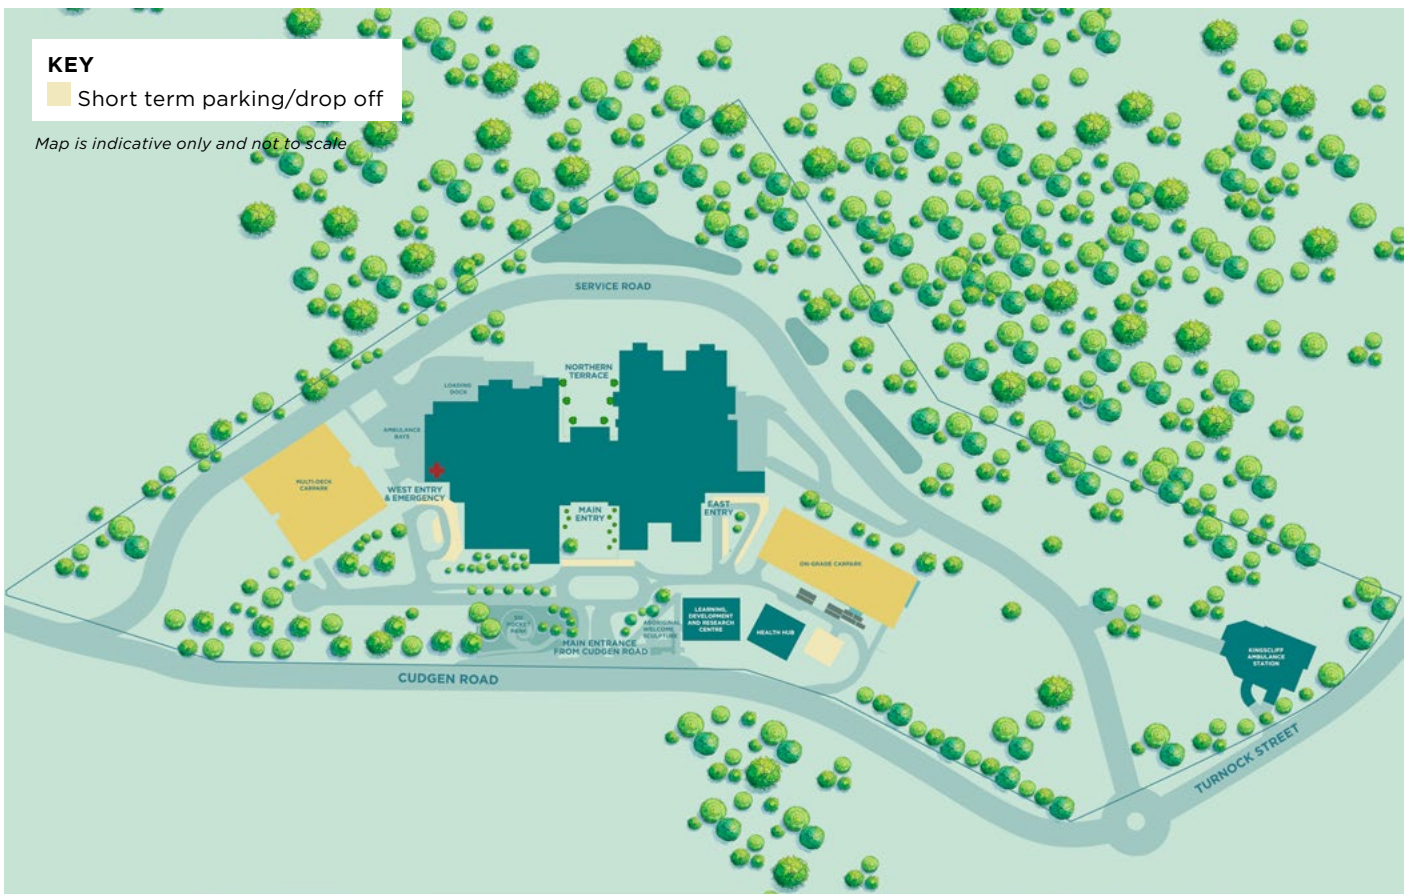 KEY
Short term parking/drop off
Map is indicative only and not to scale
SERVICE ROAD
NORTHERN
TERRACE
LOADING
DOCK
AMBULANCE
BAYS
MULTI-DECK
CARPARK
WEST ENTRY
& EMERGENCY
MAIN
ENTRY
EAST
ENTRY
ON-GRADE CARPARK
LEARNING,
DEVELOPMENT
AND RESEARCH
CENTRE
HEALTH HUB
POCKET
PARK
ABORIGINAL
WELCOME
SCULPTURE
MAIN ENTRANCE
FROM CUDGEN ROAD
CUDGEN ROAD
KINGSCLIFF
AMBULANCE
STATION
TURNOCK STREET